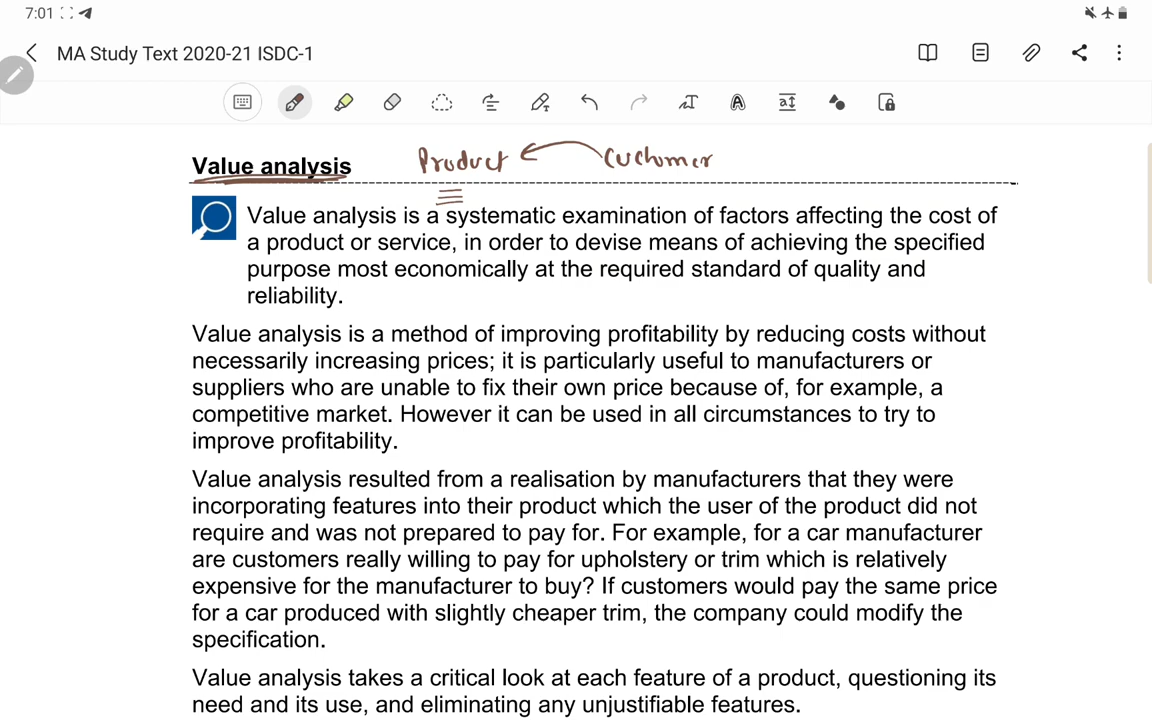 7:01
MA Study Text 2020-21 ISDC-1
Value analysis Product Customer
Value analysis is a systematic examination of factors affecting the cost of
a product or service, in order to devise means of achieving the specified
purpose most economically at the required standard of quality and
reliability.
Value analysis is a method of improving profitability by reducing costs without
necessarily increasing prices; it is particularly useful to manufacturers or
suppliers who are unable to fix their own price because of, for example, a
competitive market. However it can be used in all circumstances to try to
improve profitability.
Value analysis resulted from a realisation by manufacturers that they were
incorporating features into their product which the user of the product did not
require and was not prepared to pay for. For example, for a car manufacturer
are customers really willing to pay for upholstery or trim which is relatively
expensive for the manufacturer to buy? If customers would pay the same price
for a car produced with slightly cheaper trim, the company could modify the
specification.
Value analysis takes a critical look at each feature of a product, questioning its
need and its use, and eliminating any unjustifiable features.